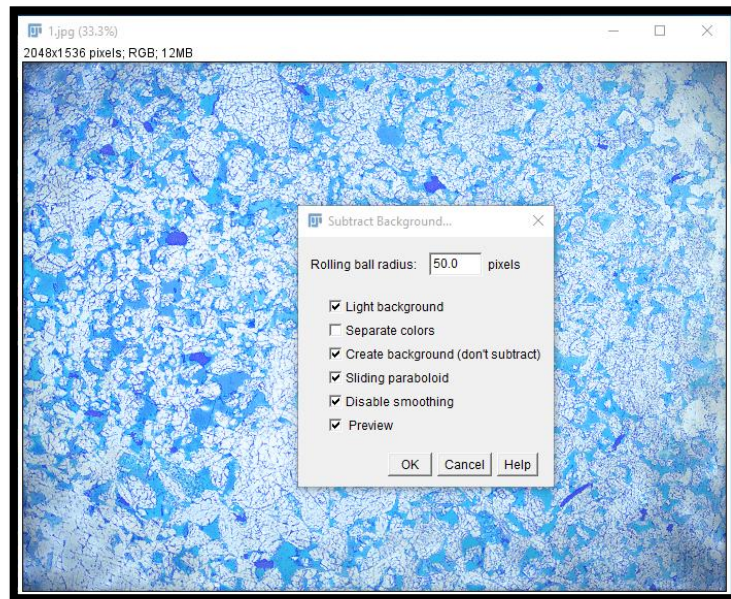 1.jpg (33.3%)
2048x1536 pixels; RGB; 12MB
Subtract Background...
Rolling ball radius: 50.0 pixels
Light background
Separate colors
Create background (don't subtract)
Sliding paraboloid
Disable smoothing
Preview
OK Cancel Help